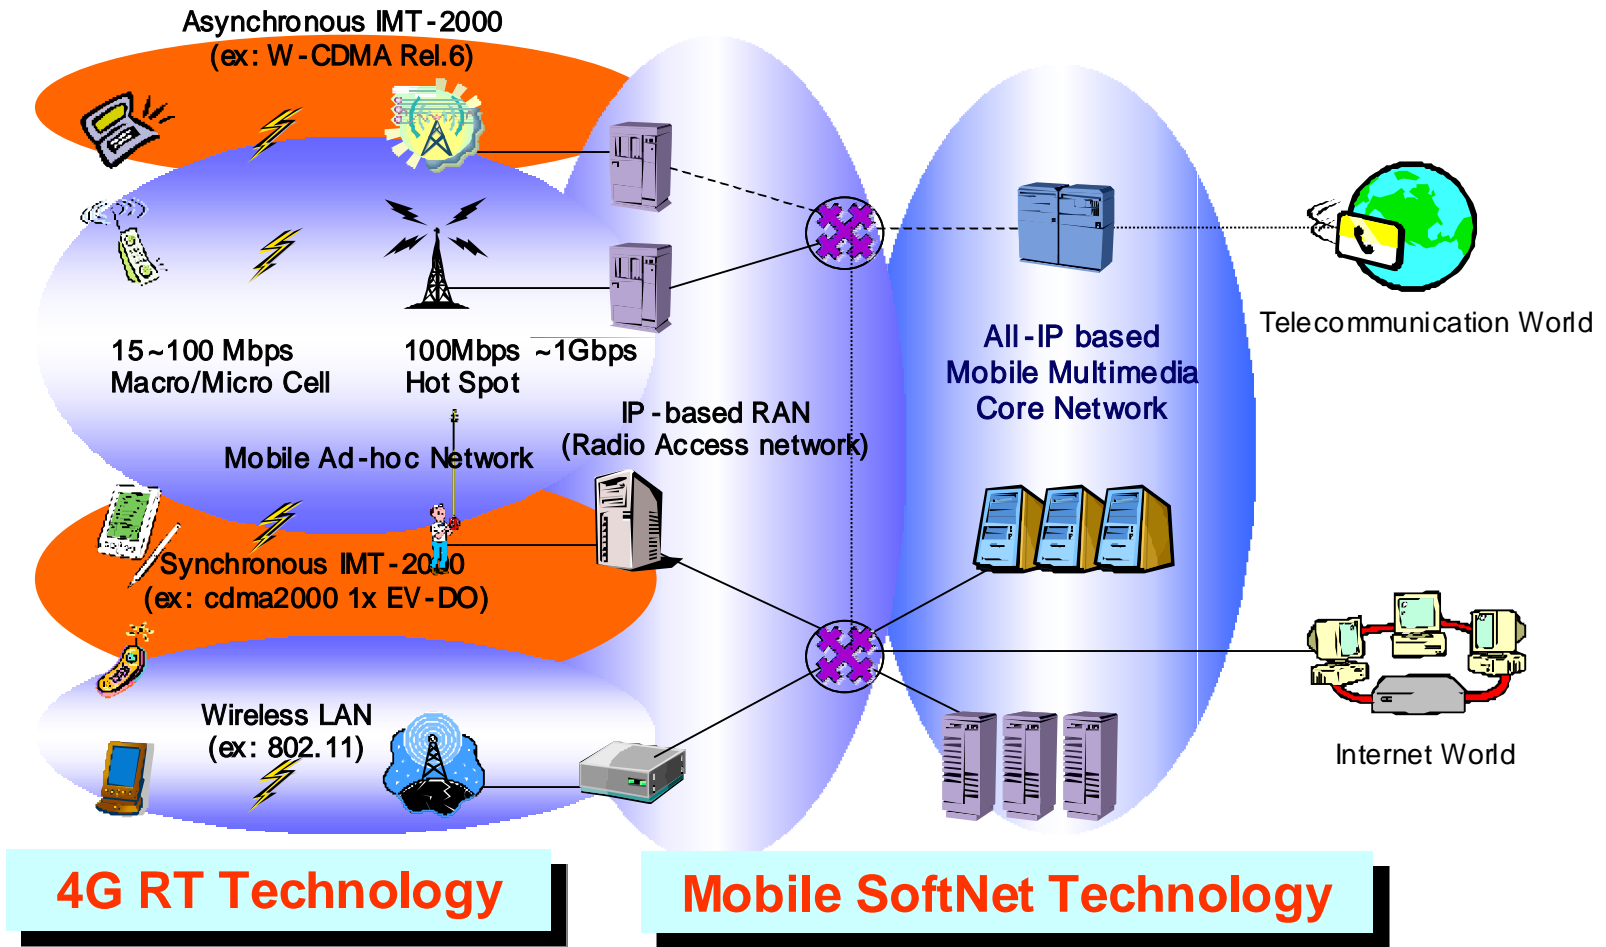 Asynchronous IMT-2000
(ex: W-CDMA Rel.6)
15~100 Mbps
Macro/Micro Cell
100Mbps ~1Gbps
Hot Spot
Mobile Ad-hoc Network
IP-based RAN
(Radio Access network)
All-IP based
Mobile Multimedia
Core Network
Telecommunication World
Synchronous IMT-2000
(ex: cdma2000 1x EV-DO)
Wireless LAN
(ex: 802.11)
Internet World
4G RT Technology
Mobile SoftNet Technology